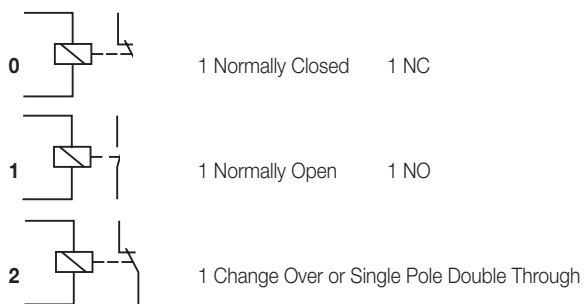 0 1 Normally Closed 1 NC
1 1 Normally Open 1 NO
2 1 Change Over or Single Pole Double Through